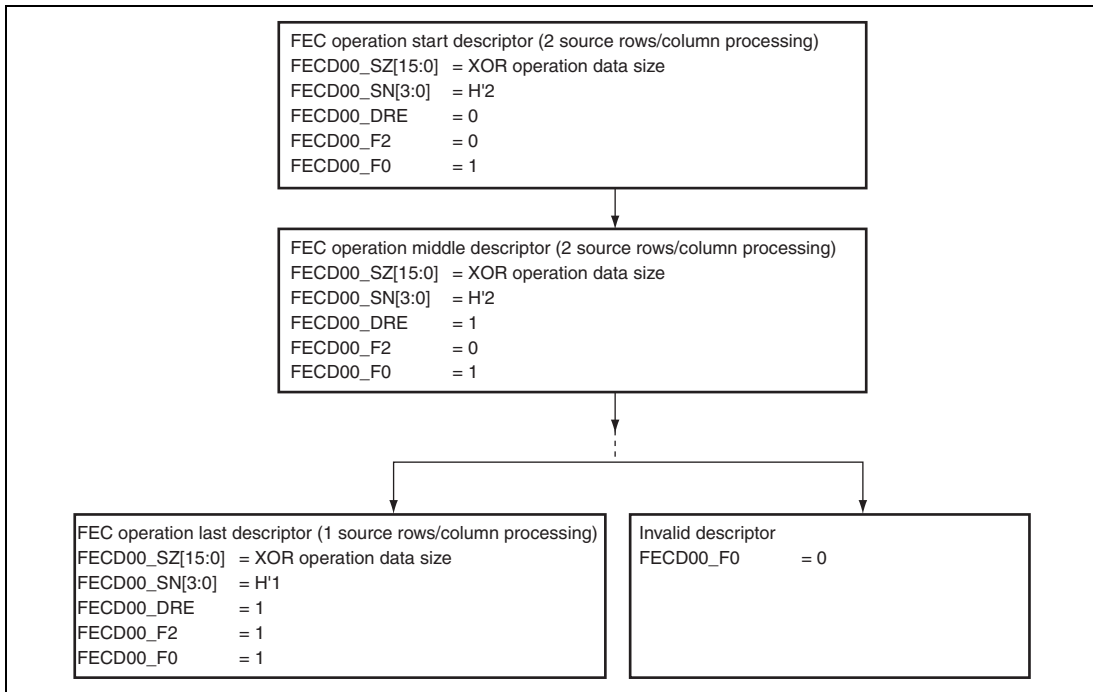 FEC operation start descriptor (2 source rows/column processing)
FECD00_SZ[15:0] = XOR operation data size
FECD00_SN[3:0] = H'2
FECD00_DRE = 0
FECD00_F2 = 0
FECD00_F0 = 1
FEC operation middle descriptor (2 source rows/column processing)
FECD00_SZ[15:0] = XOR operation data size
FECD00_SN[3:0] = H'2
FECD00_DRE = 1
FECD00_F2 = 0
FECD00_F0 = 1
FEC operation last descriptor (1 source rows/column processing)
FECD00_SZ[15:0] = XOR operation data size
FECD00_SN[3:0] = H'1
FECD00_DRE = 1
FECD00_F2 = 1
FECD00_F0 = 1
Invalid descriptor
FECD00_F0 = 0